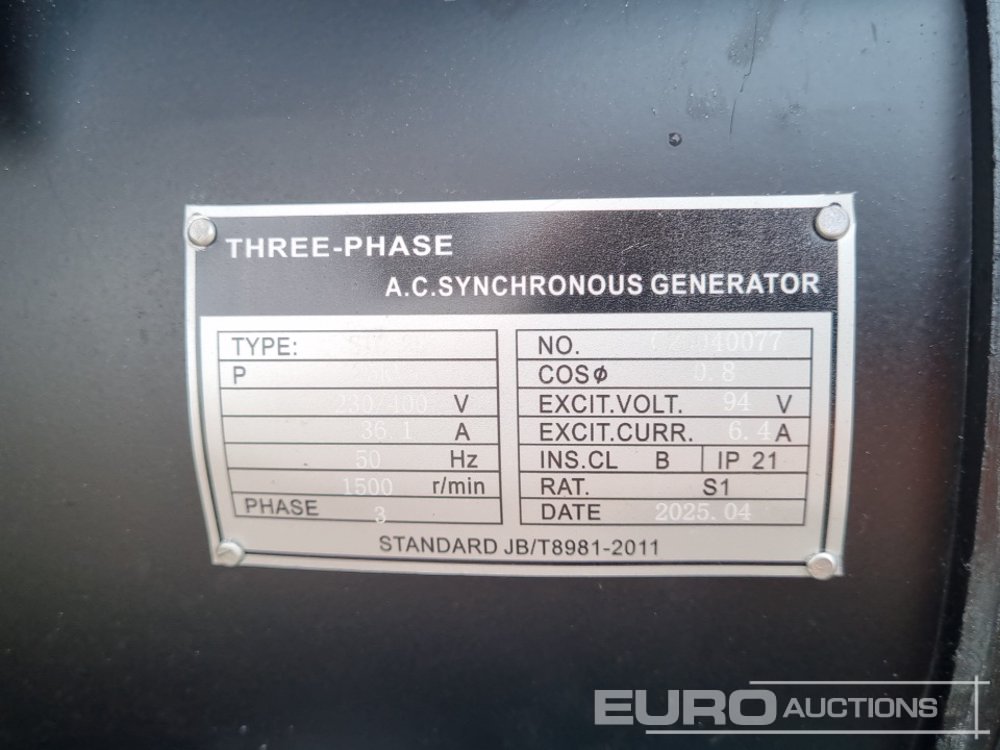 THREE-PHASE
A.C.SYNCHRONOUS GENERATOR
TYPE:
P
230/400 V
36.1 A
50 Hz
1500 r/min
PHASE 3
NO.
COSϕ 0.8
EXCIT.VOLT. 94 V
EXCIT.CURR. 6.4 A
INS.CL B IP 21
RAT. S1
DATE 2025.04
STANDARD JB/T8981-2011
EURO AUCTIONS